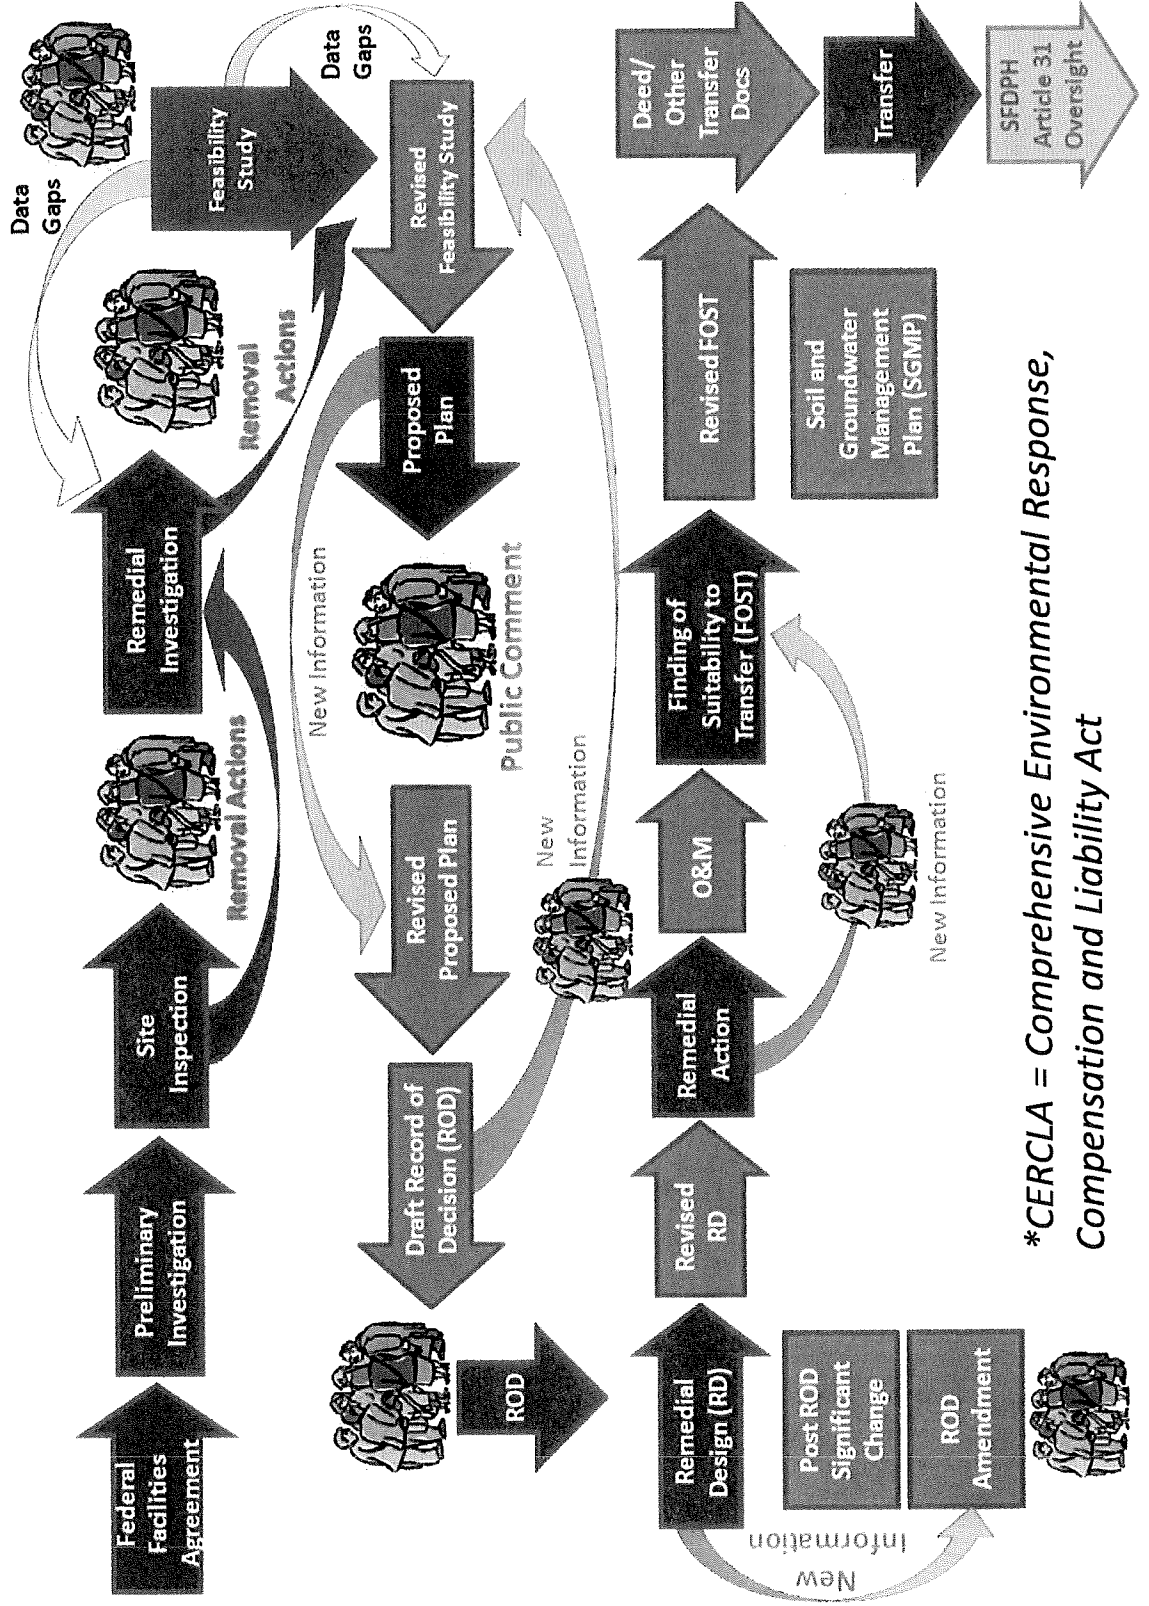 Federal
Facilities
Agreement
Preliminary
Investigation
Site
Inspection
Removal Actions
Remedial
Investigation
Removal
Actions
Data
Gaps
Feasibility
Study
Data
Gaps
Revised
Feasibility Study
Proposed
Plan
New Information
Public Comment
Revised
Proposed Plan
New
Information
Draft Record of
Decision (ROD)
ROD
Remedial
Design (RD)
New
Information
Post ROD
Significant
Change
ROD
Amendment
Revised
RD
Remedial
Action
New Information
O&M
Finding of
Suitability to
Transfer (FOST)
Revised FOST
Soil and
Groundwater
Management
Plan (SGMP)
Deed/
Other
Transfer
Docs
Transfer
SFDPH
Article 31
Oversight
*CERCLA = Comprehensive Environmental Response,
Compensation and Liability Act